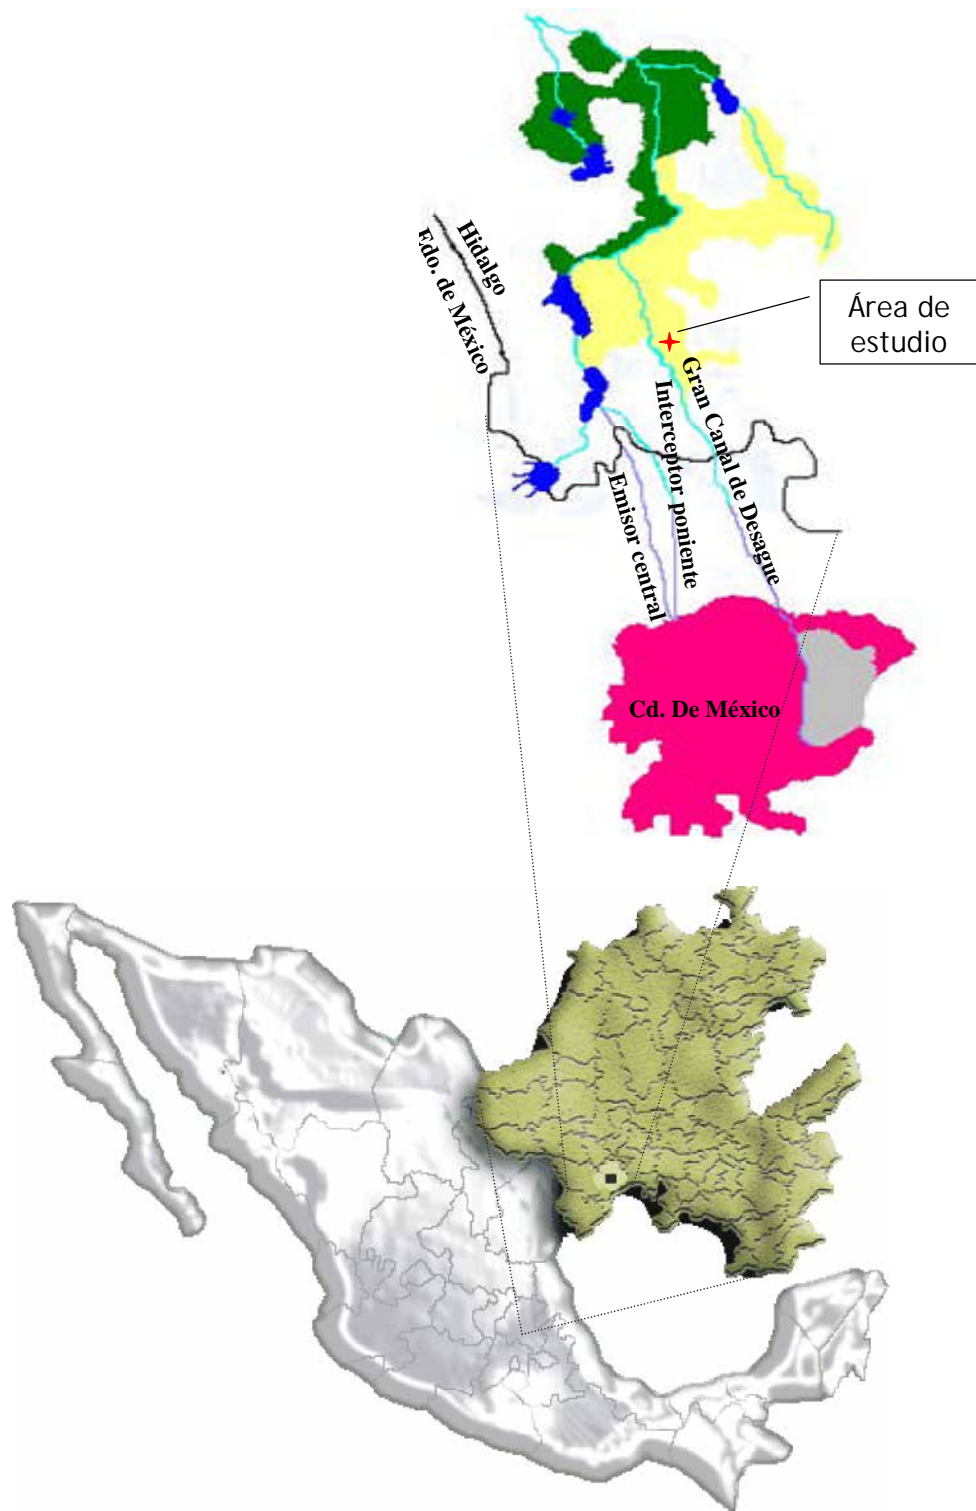 Hidalgo
Edo. de México
Área de
estudio
Gran Canal de Desague
Interceptor poniente
Emisor central
Cd. De México